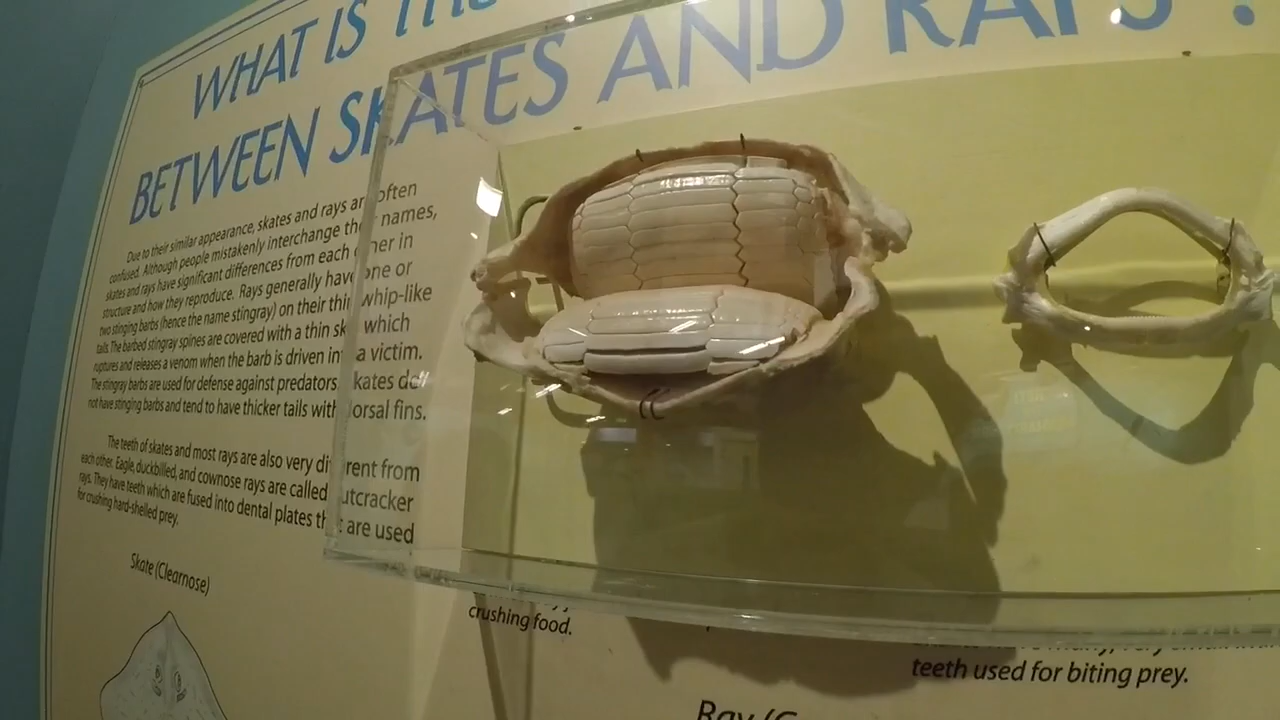 WHAT IS THE
BETWEEN SKATES AND RAYS ?
Due to their similar appearance, skates and rays are often
confused. Although people mistakenly interchange their names,
skates and rays have significant differences from each other in
structure and how they reproduce. Rays generally have one or
two stinging barbs (hence the name stingray) on their thin whip-like
tails. The barbed stingray spines are covered with a thin skin which
ruptures and releases a venom when the barb is driven into a victim.
The stingray barbs are used for defense against predators. Skates do
not have stinging barbs and tend to have thicker tails with dorsal fins.
The teeth of skates and most rays are also very different from
each other. Eagle, duckbilled, and cownose rays are called nutcracker
rays. They have teeth which are fused into dental plates that are used
for crushing hard-shelled prey.
Skate (Clearnose)
crushing food.
many, very small
teeth used for biting prey.
Ray